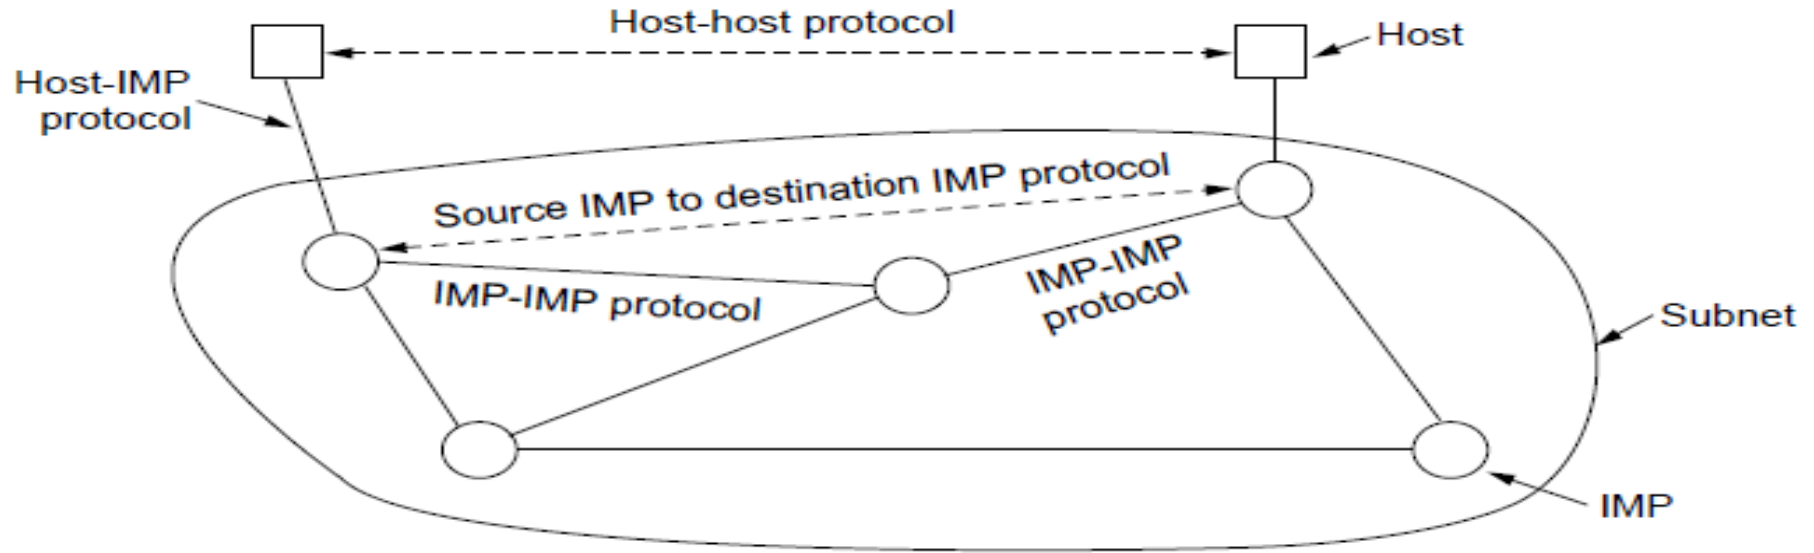 Host-host protocol
Host
Host-IMP
protocol
Source IMP to destination IMP protocol
IMP-IMP protocol
IMP-IMP
protocol
Subnet
IMP